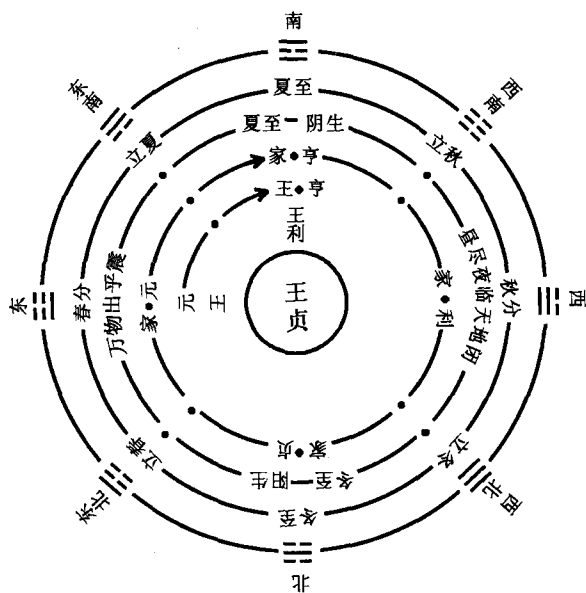 南
西南
西
西北
北
东北
东
东南
夏至
立秋
秋分
立冬
冬至
立春
春分
立夏
夏至一阴生
昼尽夜临天地闭
冬至一阳生
万物出乎震
家•亨
家•利
家•贞
家•元
王•亨
王利
元
王
王贞